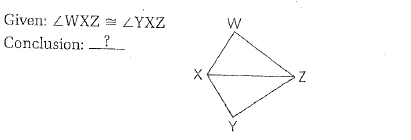 Given: ∠WXZ ≅ ∠YXZ
Conclusion: ?
W
X
Z
Y